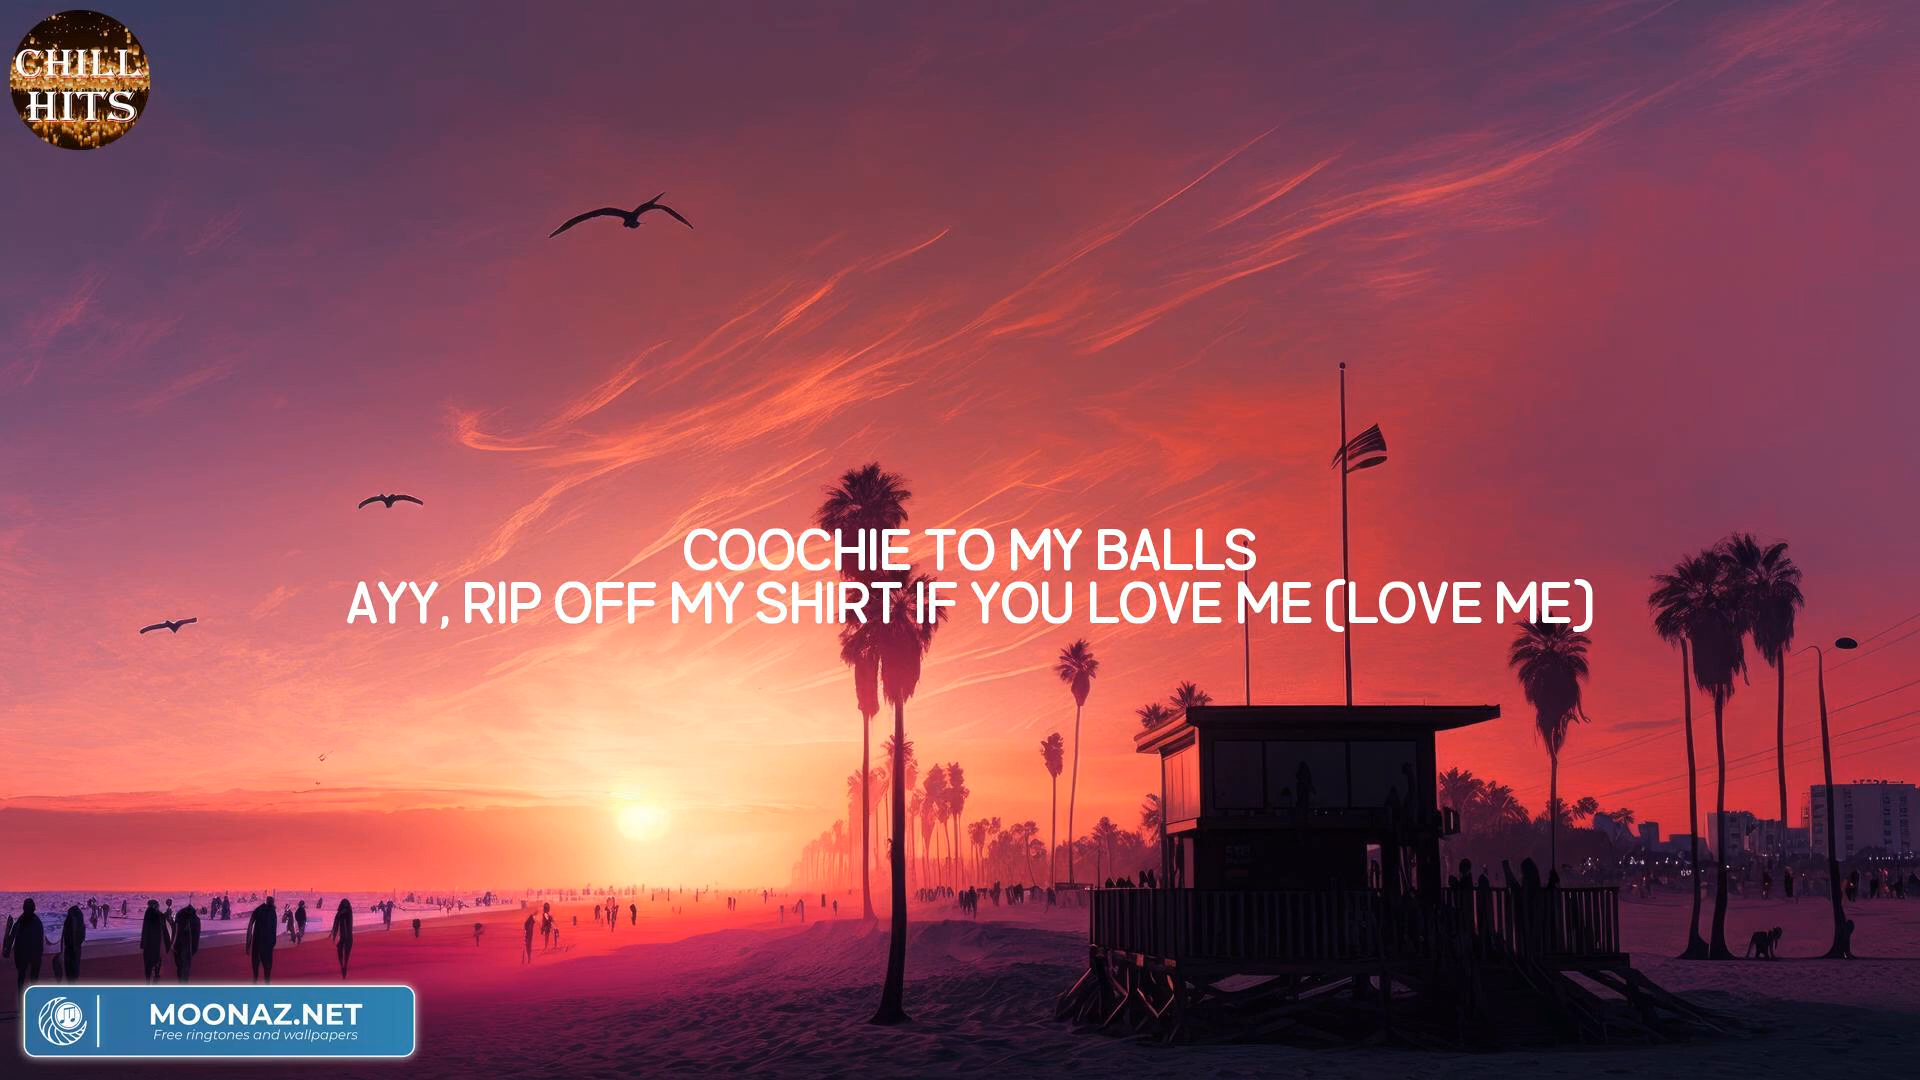 CHILL
HITS
COOCHIE TO MY BALLS
AYY, RIP OFF MY SHIRT IF YOU LOVE ME (LOVE ME)
MOONAZ.NET
Free ringtones and wallpapers